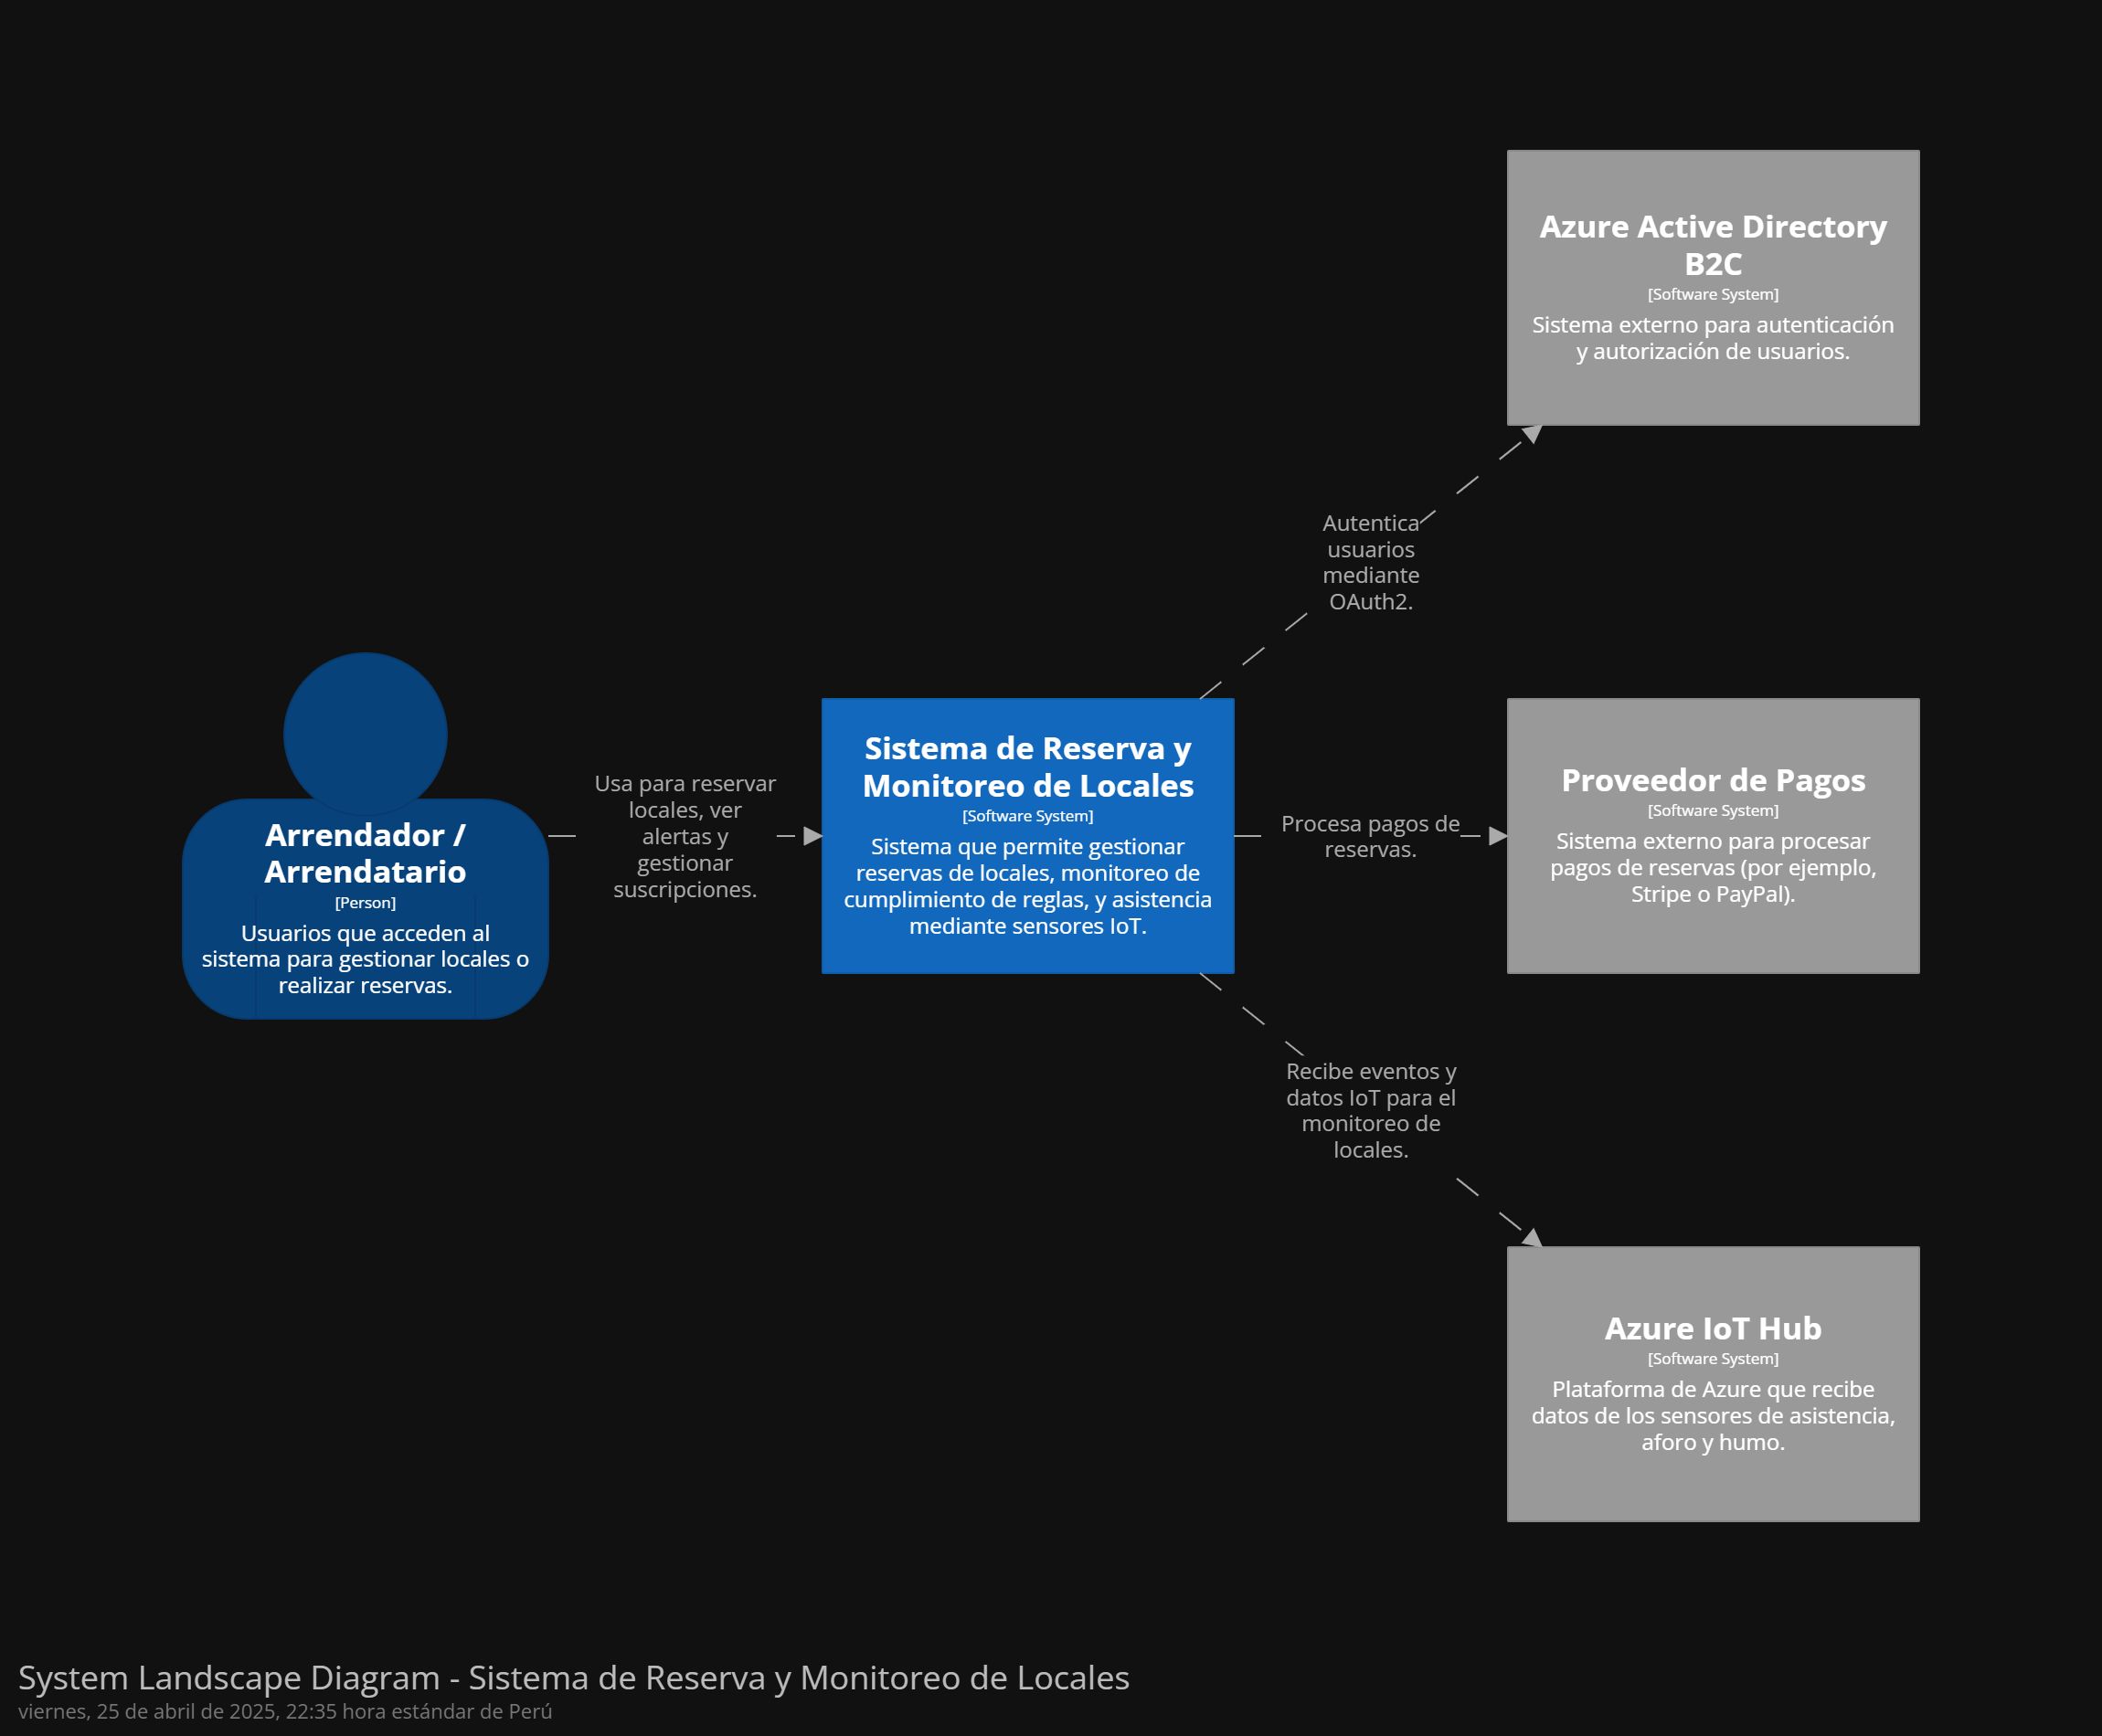 Azure Active Directory
B2C
[Software System]
Sistema externo para autenticación
y autorización de usuarios.
Autentica
usuarios
mediante
OAuth2.
Arrendador /
Arrendatario
[Person]
Usuarios que acceden al
sistema para gestionar locales o
realizar reservas.
Usa para reservar
locales, ver
alertas y
gestionar
suscripciones.
Sistema de Reserva y
Monitoreo de Locales
[Software System]
Sistema que permite gestionar
reservas de locales, monitoreo de
cumplimiento de reglas, y asistencia
mediante sensores IoT.
Procesa pagos de
reservas.
Proveedor de Pagos
[Software System]
Sistema externo para procesar
pagos de reservas (por ejemplo,
Stripe o PayPal).
Recibe eventos y
datos IoT para el
monitoreo de
locales.
Azure IoT Hub
[Software System]
Plataforma de Azure que recibe
datos de los sensores de asistencia,
aforo y humo.
System Landscape Diagram - Sistema de Reserva y Monitoreo de Locales
viernes, 25 de abril de 2025, 22:35 hora estándar de Perú